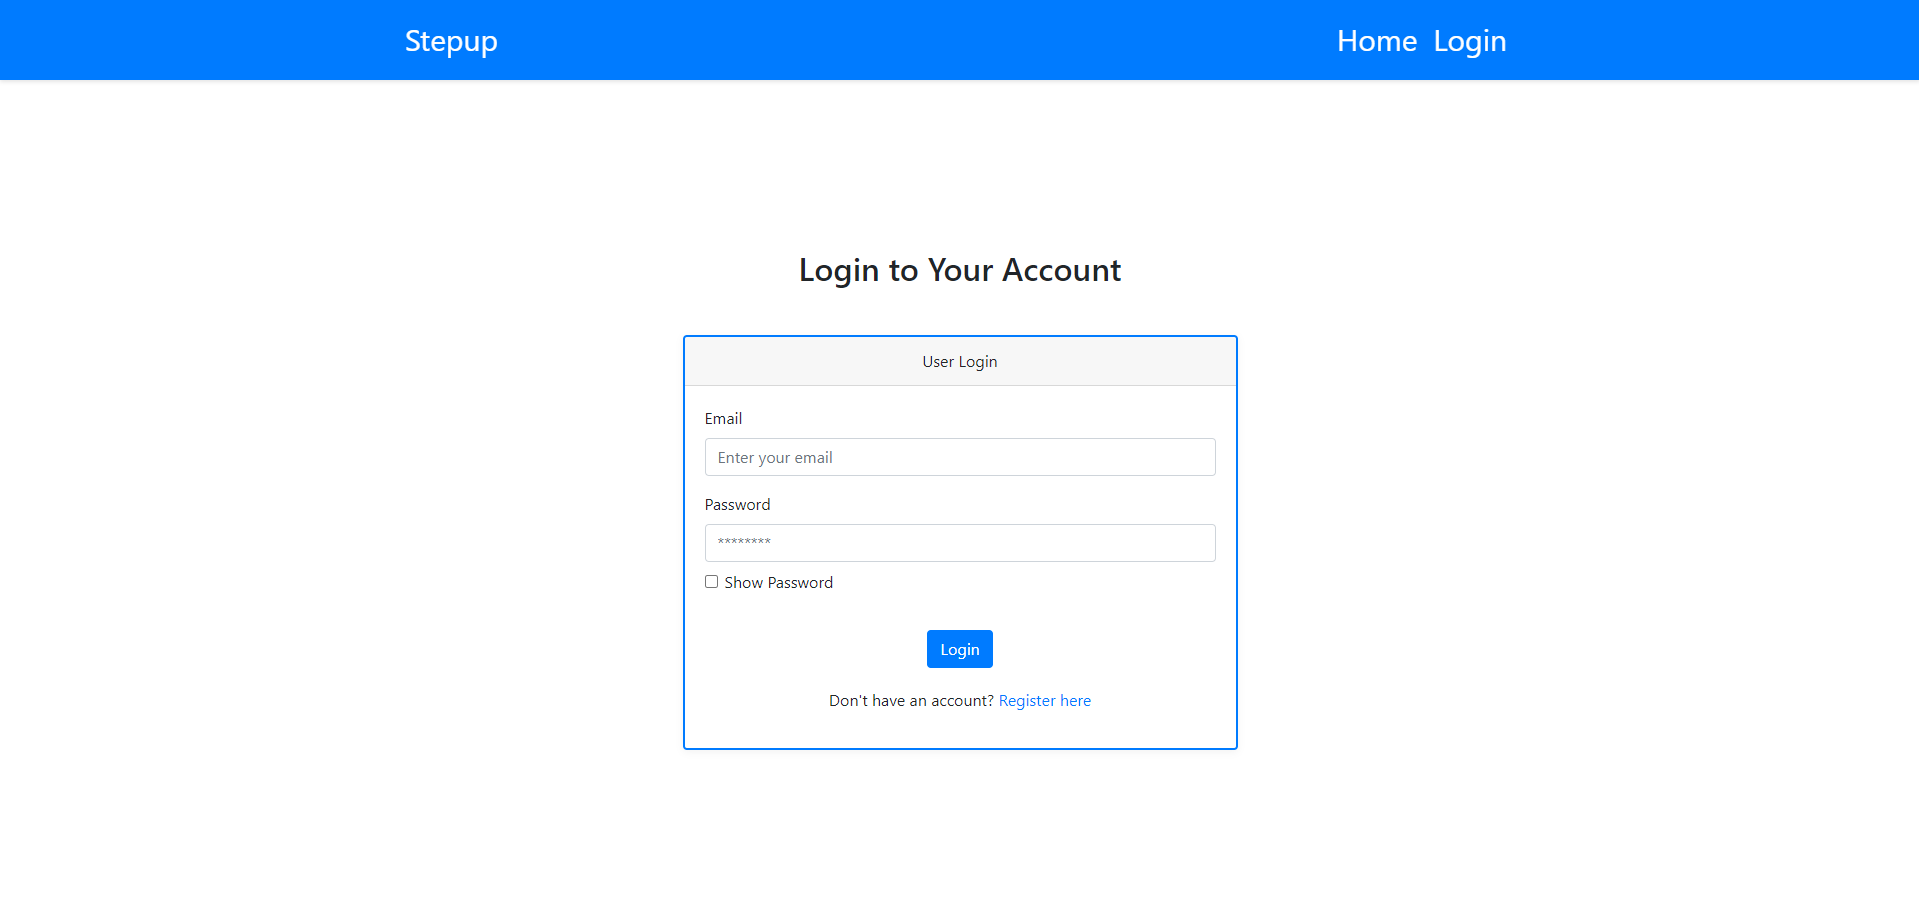 Stepup
Home Login
Login to Your Account
User Login
Email
Enter your email
Password
********
Show Password
Login
Don't have an account? Register here